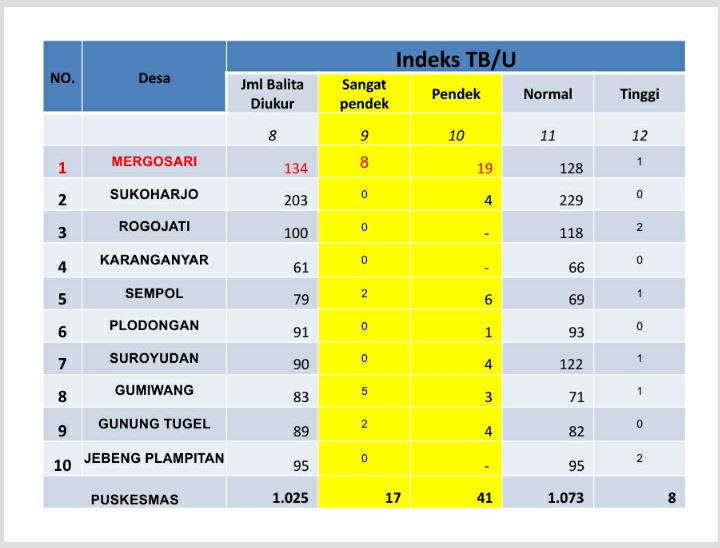 NO. Desa Indeks TB/U
Jml Balita Diukur Sangat pendek Pendek Normal Tinggi
8 9 10 11 12
1 MERGOSARI 134 8 19 128 1
2 SUKOHARJO 203 0 4 229 0
3 ROGOJATI 100 0 - 118 2
4 KARANGANYAR 61 0 - 66 0
5 SEMPOL 79 2 6 69 1
6 PLODONGAN 91 0 1 93 0
7 SUROYUDAN 90 0 4 122 1
8 GUMIWANG 83 5 3 71 1
9 GUNUNG TUGEL 89 2 4 82 0
10 JEBENG PLAMPITAN 95 0 - 95 2
PUSKESMAS 1.025 17 41 1.073 8